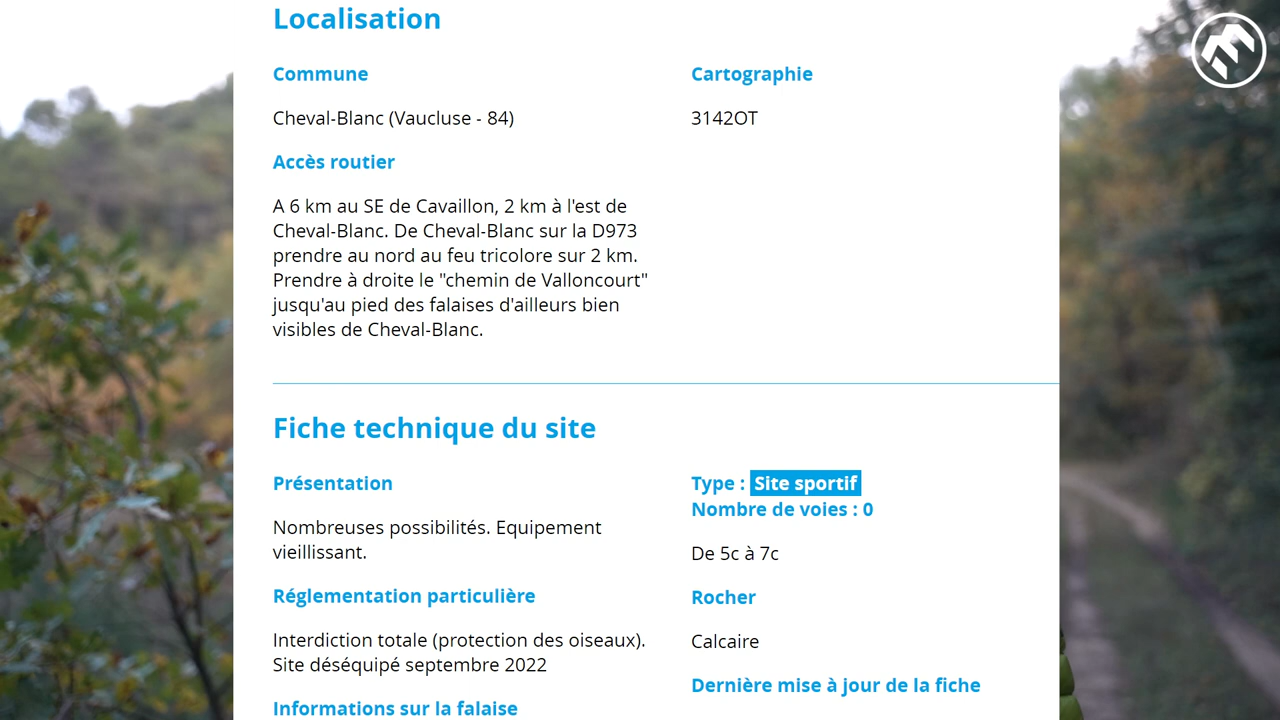 Localisation
Commune
Cheval-Blanc (Vaucluse - 84)
Accès routier
A 6 km au SE de Cavaillon, 2 km à l'est de
Cheval-Blanc. De Cheval-Blanc sur la D973
prendre au nord au feu tricolore sur 2 km.
Prendre à droite le "chemin de Valloncourt"
jusqu'au pied des falaises d'ailleurs bien
visibles de Cheval-Blanc.
Cartographie
3142OT
Fiche technique du site
Présentation
Nombreuses possibilités. Equipement
vieillissant.
Réglementation particulière
Interdiction totale (protection des oiseaux).
Site déséquipé septembre 2022
Informations sur la falaise
Type : Site sportif
Nombre de voies : 0
De 5c à 7c
Rocher
Calcaire
Dernière mise à jour de la fiche